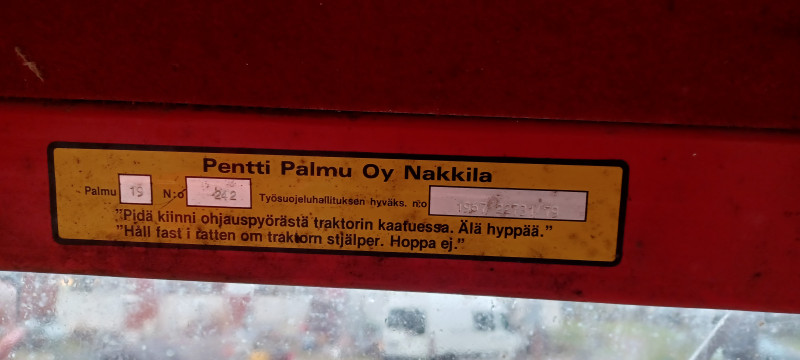 Pentti Palmu Oy Nakkila
Palmu 15 N:o 242 Työsuojeluhallituksen hyväks. n:o
"Pidä kiinni ohjauspyörästä traktorin kaatuessa. Älä hyppää."
"Håll fast i ratten om traktorn stjälper. Hoppa ej."